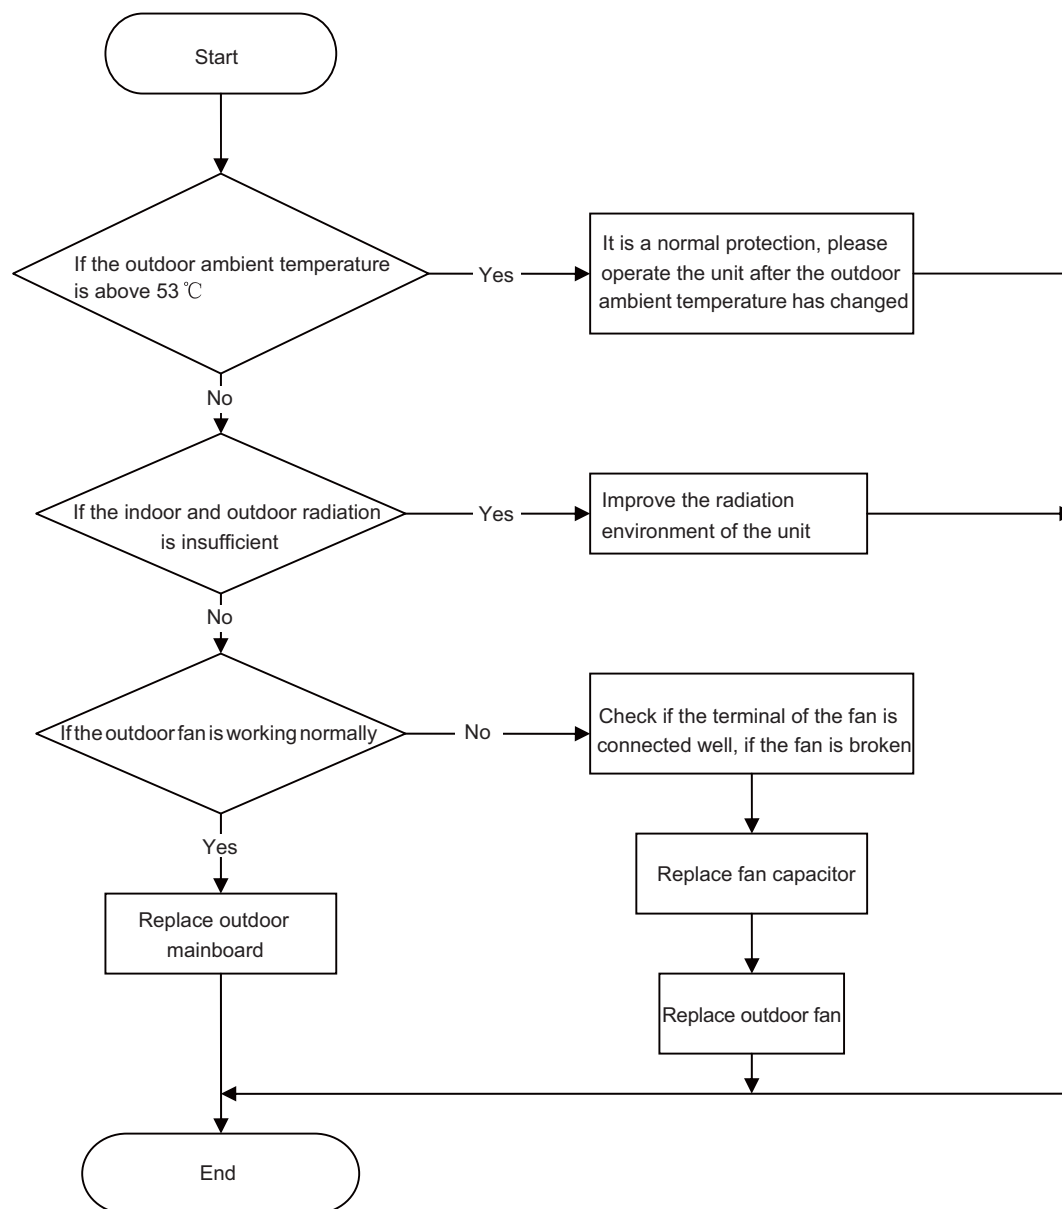 Start
If the outdoor ambient temperature
is above 53 ℃
Yes
It is a normal protection, please
operate the unit after the outdoor
ambient temperature has changed
No
If the indoor and outdoor radiation
is insufficient
Yes
Improve the radiation
environment of the unit
No
If the outdoor fan is working normally
No
Check if the terminal of the fan is
connected well, if the fan is broken
Yes
Replace fan capacitor
Replace outdoor
mainboard
Replace outdoor fan
End